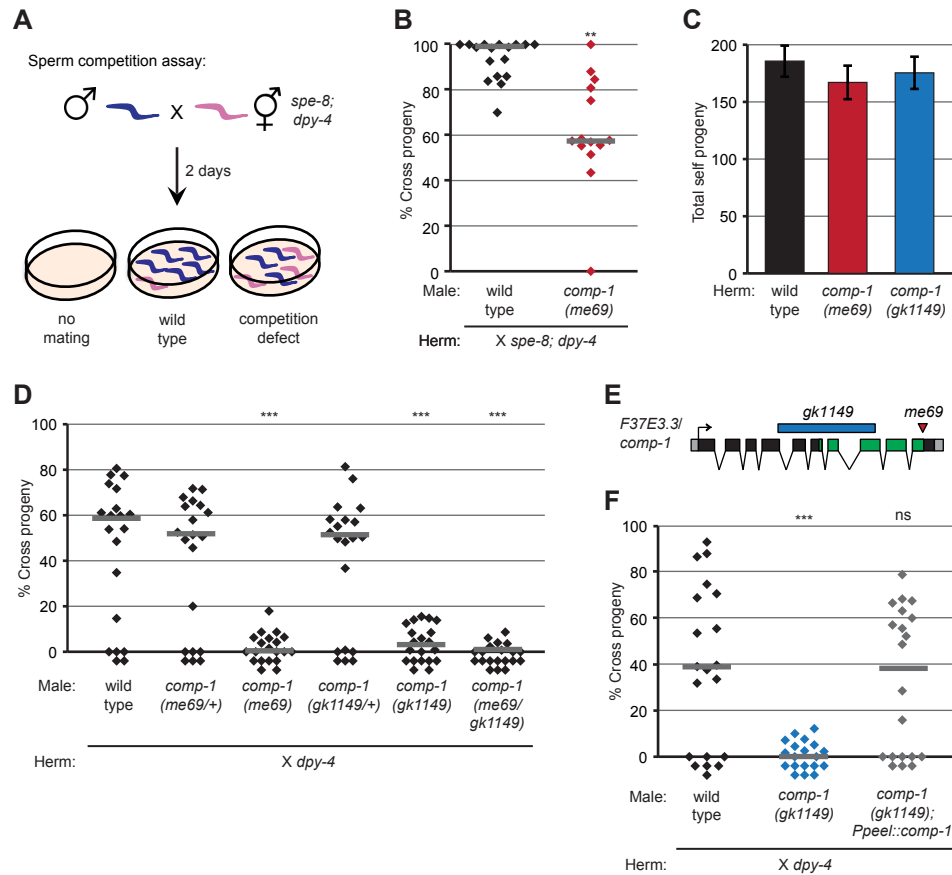 A
Sperm competition assay:
X
spe-8;
dpy-4
2 days
no
mating
wild
type
competition
defect
B
% Cross progeny
100
80
60
40
20
0
**
Male:
wild
type
comp-1
(me69)
Herm:
X spe-8; dpy-4
C
Total self progeny
200
150
100
50
0
Herm:
wild
type
comp-1
(me69)
comp-1
(gk1149)
D
% Cross progeny
100
80
60
40
20
0
***
***
***
Male:
wild
type
comp-1
(me69/+)
comp-1
(me69)
comp-1
(gk1149/+)
comp-1
(gk1149)
comp-1
(me69/
gk1149)
Herm:
X dpy-4
E
F37E3.3/
comp-1
gk1149
me69
F
% Cross progeny
100
80
60
40
20
0
***
ns
Male:
wild
type
comp-1
(gk1149)
comp-1
(gk1149);
Ppeel::comp-1
Herm:
X dpy-4